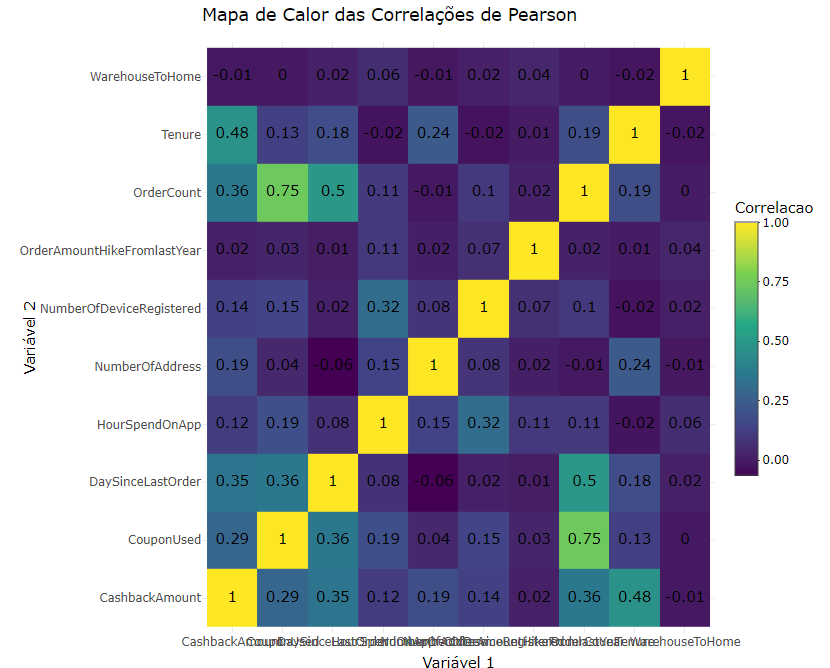 Mapa de Calor das Correlações de Pearson
WarehouseToHome -0.01 0 0.02 0.06 -0.01 0.02 0.04 0 -0.02 1
Tenure 0.48 0.13 0.18 -0.02 0.24 -0.02 0.01 0.19 1 -0.02
OrderCount 0.36 0.75 0.5 0.11 -0.01 0.1 0.02 1 0.19 0
OrderAmountHikeFromlastYear 0.02 0.03 0.01 0.11 0.02 0.07 1 0.02 0.01 0.04
NumberOfDeviceRegistered 0.14 0.15 0.02 0.32 0.08 1 0.07 0.1 -0.02 0.02
NumberOfAddress 0.19 0.04 -0.06 0.15 1 0.08 0.02 -0.01 0.24 -0.01
HourSpendOnApp 0.12 0.19 0.08 1 0.15 0.32 0.11 0.11 -0.02 0.06
DaySinceLastOrder 0.35 0.36 1 0.08 -0.06 0.02 0.01 0.5 0.18 0.02
CouponUsed 0.29 1 0.36 0.19 0.04 0.15 0.03 0.75 0.13 0
CashbackAmount 1 0.29 0.35 0.12 0.19 0.14 0.02 0.36 0.48 -0.01
WarehouseToHome
Variável 1
Variável 2
Correlacao
1.00
0.75
0.50
0.25
0.00